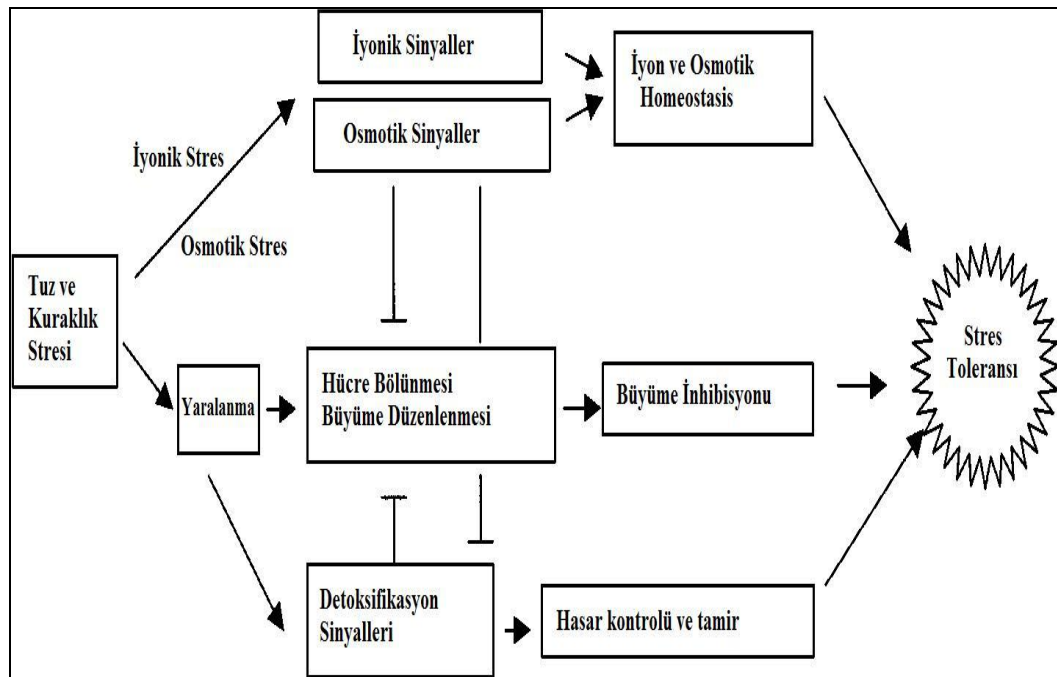 İyonik Sinyaller
Osmotik Sinyaller
İyon ve Osmotik
Homeostasis
İyonik Stres
Osmotik Stres
Tuz ve
Kuraklık
Stresi
Yaralanma
Hücre Bölünmesi
Büyüme Düzenlenmesi
Büyüme İnhibisyonu
Stres
Toleransı
Detoksifikasyon
Sinyalleri
Hasar kontrolü ve tamir